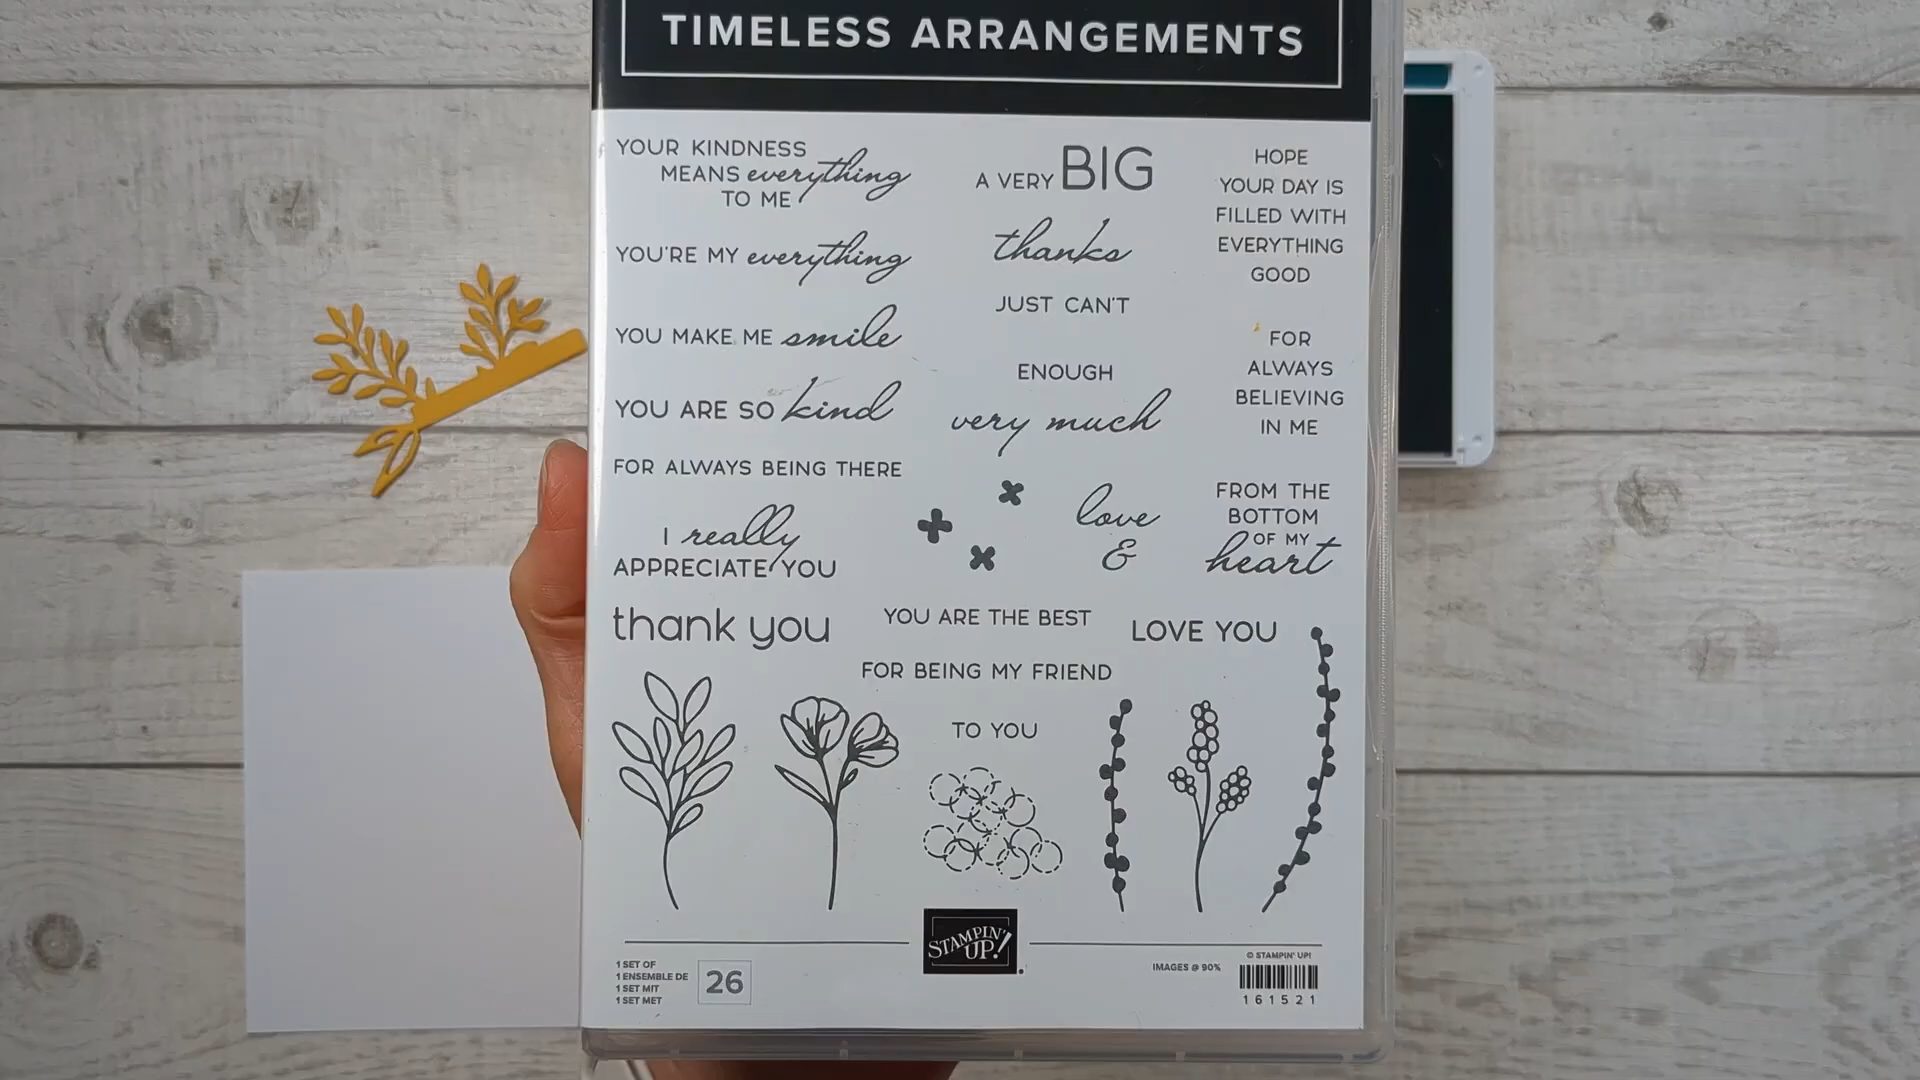 TIMELESS ARRANGEMENTS
YOUR KINDNESS
MEANS everything
TO ME
YOU'RE MY everything
YOU MAKE ME smile
YOU ARE SO kind
FOR ALWAYS BEING THERE
I really
APPRECIATE YOU
thank you
A VERY BIG
thanks
JUST CAN'T
ENOUGH
very much
love
&
YOU ARE THE BEST
FOR BEING MY FRIEND
TO YOU
HOPE
YOUR DAY IS
FILLED WITH
EVERYTHING
GOOD
FOR
ALWAYS
BELIEVING
IN ME
FROM THE
BOTTOM
OF MY
heart
LOVE YOU
STAMPIN'
UP!
1 SET OF
1 ENSEMBLE DE
1 SET MIT
1 SET MET
26
IMAGES @ 90%
© STAMPIN' UP!
161521